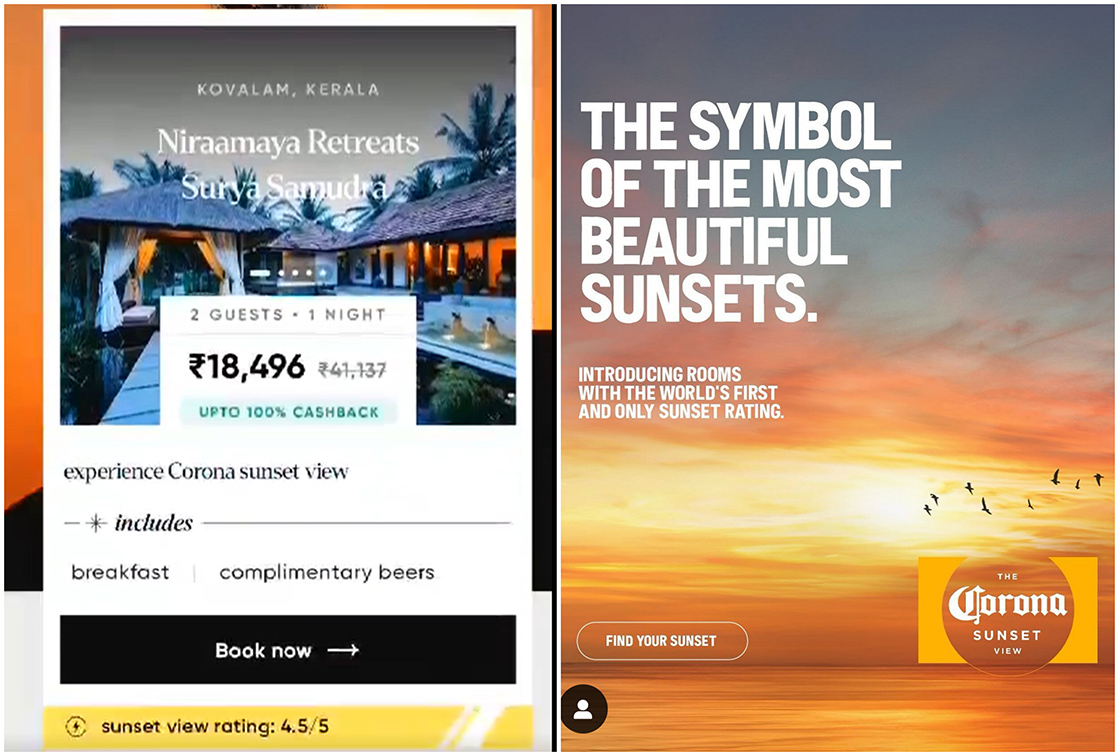 KOVALAM, KERALA
Niraamaya Retreats
Surya Samudra
2 GUESTS • 1 NIGHT
₹18,496 ₹41,137
UPTO 100% CASHBACK
experience Corona sunset view
includes
breakfast | complimentary beers
Book now →
sunset view rating: 4.5/5
THE SYMBOL
OF THE MOST
BEAUTIFUL
SUNSETS.
INTRODUCING ROOMS
WITH THE WORLD'S FIRST
AND ONLY SUNSET RATING.
THE
Corona
SUNSET
VIEW
FIND YOUR SUNSET